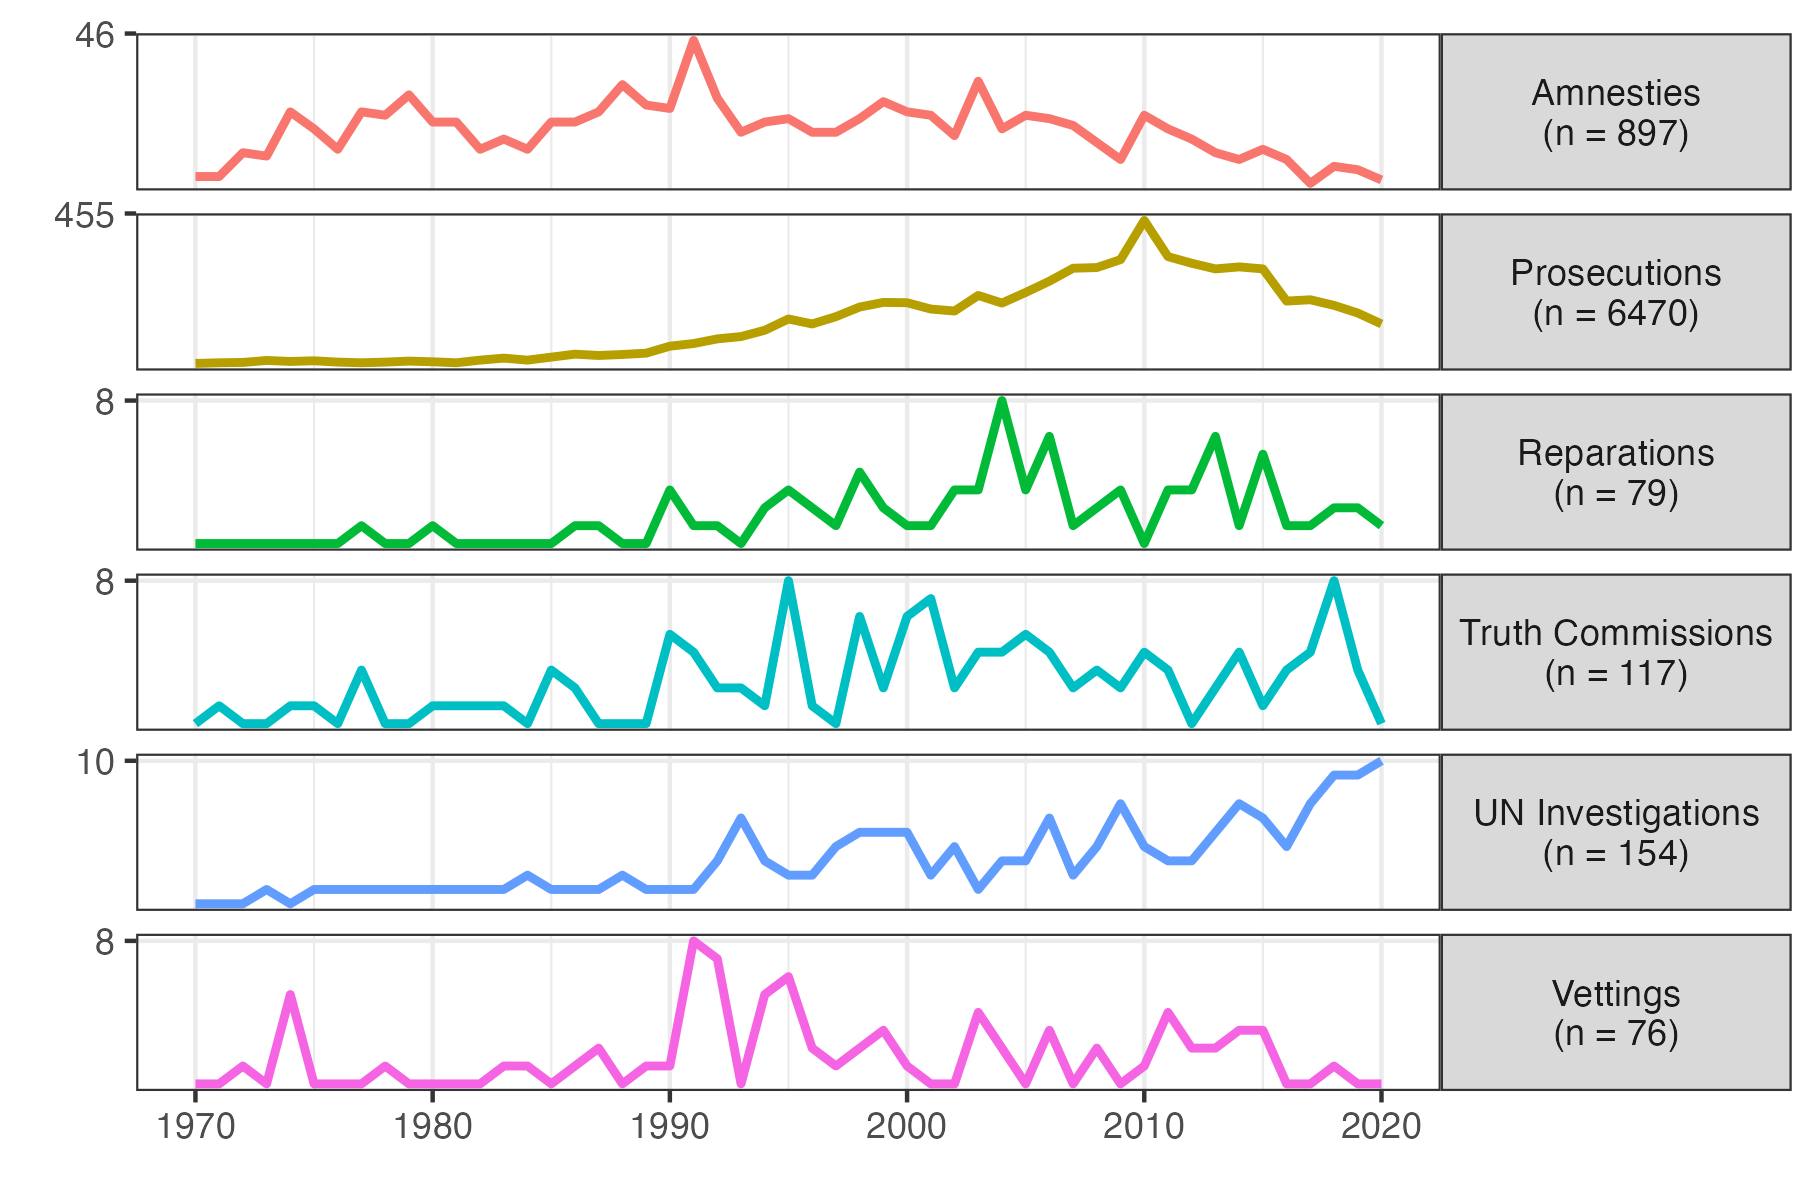 46
Amnesties
(n = 897)
455
Prosecutions
(n = 6470)
8
Reparations
(n = 79)
8
Truth Commissions
(n = 117)
10
UN Investigations
(n = 154)
8
Vettings
(n = 76)
1970 1980 1990 2000 2010 2020